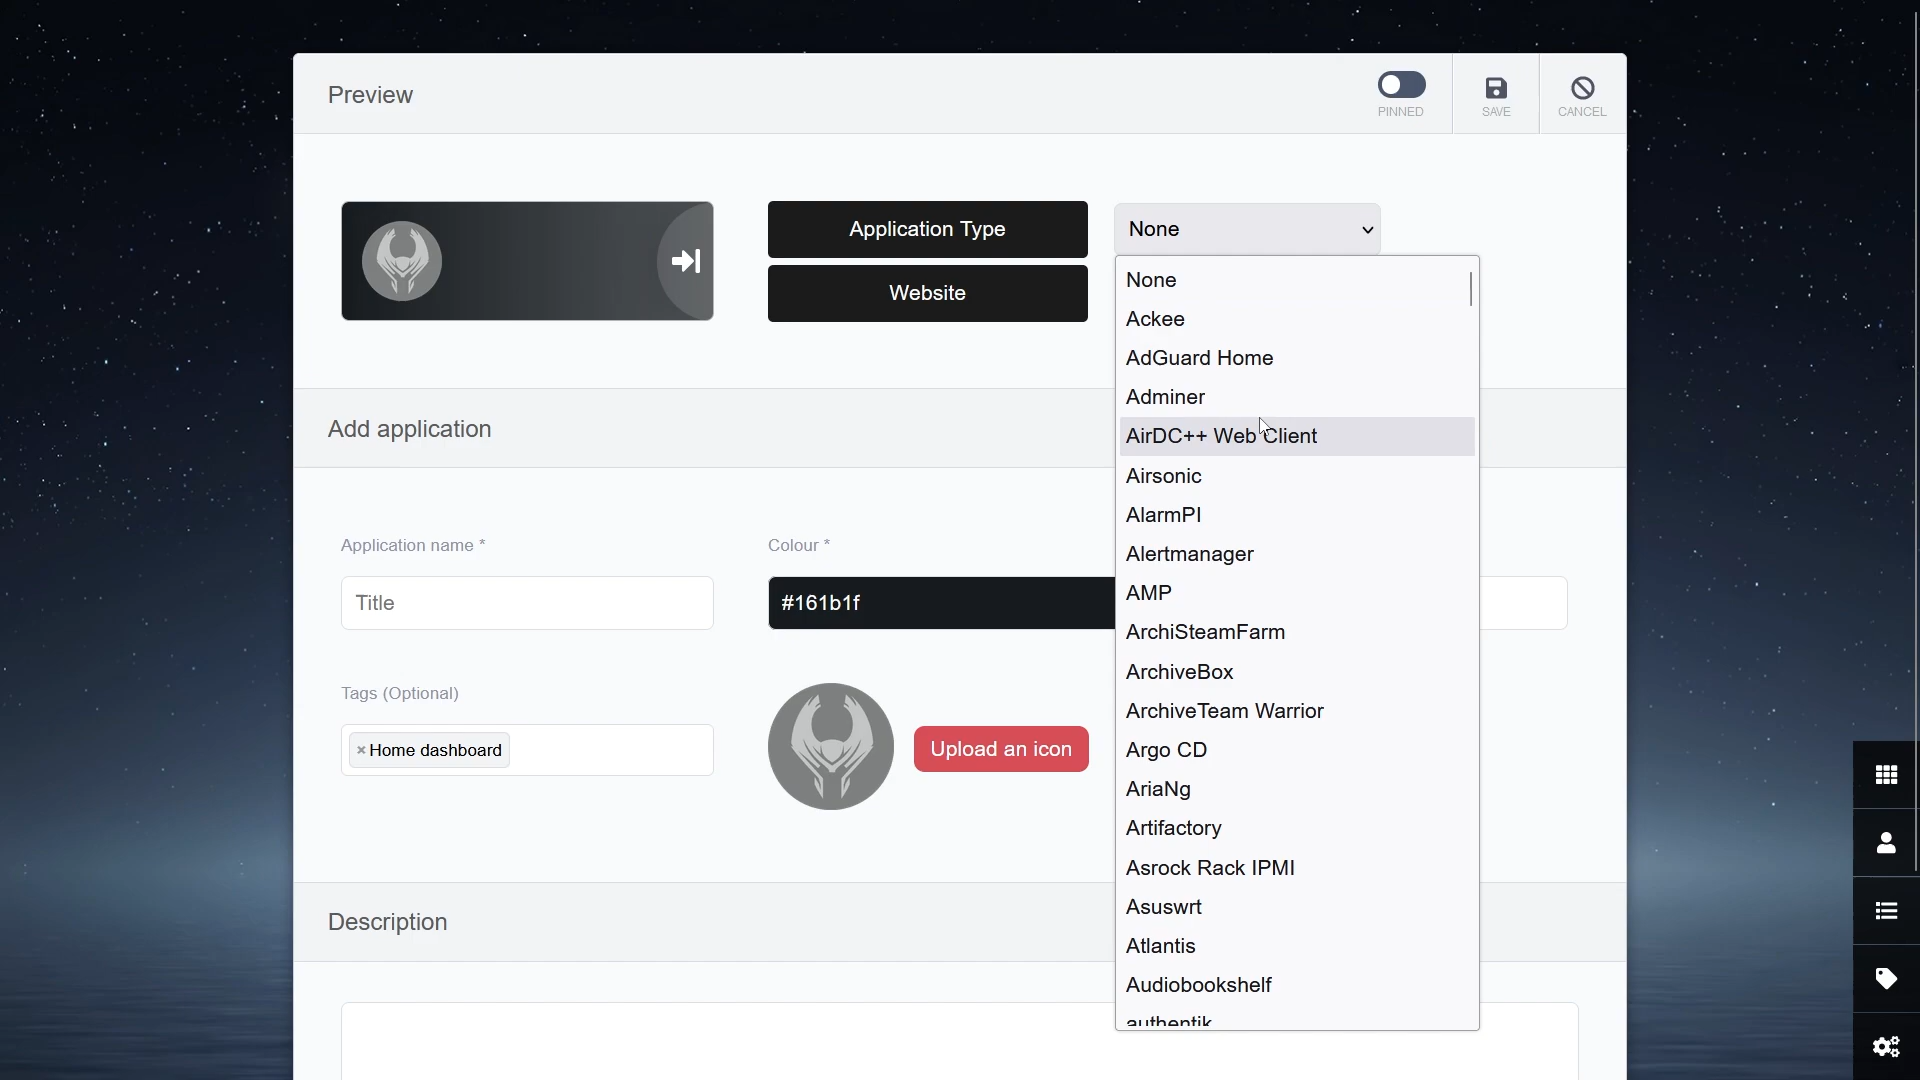 Preview
PINNED
SAVE
CANCEL
Application Type
None
Website
None
Ackee
AdGuard Home
Adminer
AirDC++ Web Client
Airsonic
AlarmPI
Alertmanager
AMP
ArchiSteamFarm
ArchiveBox
ArchiveTeam Warrior
Argo CD
AriaNg
Artifactory
Asrock Rack IPMI
Asuswrt
Atlantis
Audiobookshelf
authentik
Add application
Application name *
Colour *
Title
#161b1f
Tags (Optional)
× Home dashboard
Upload an icon
Description